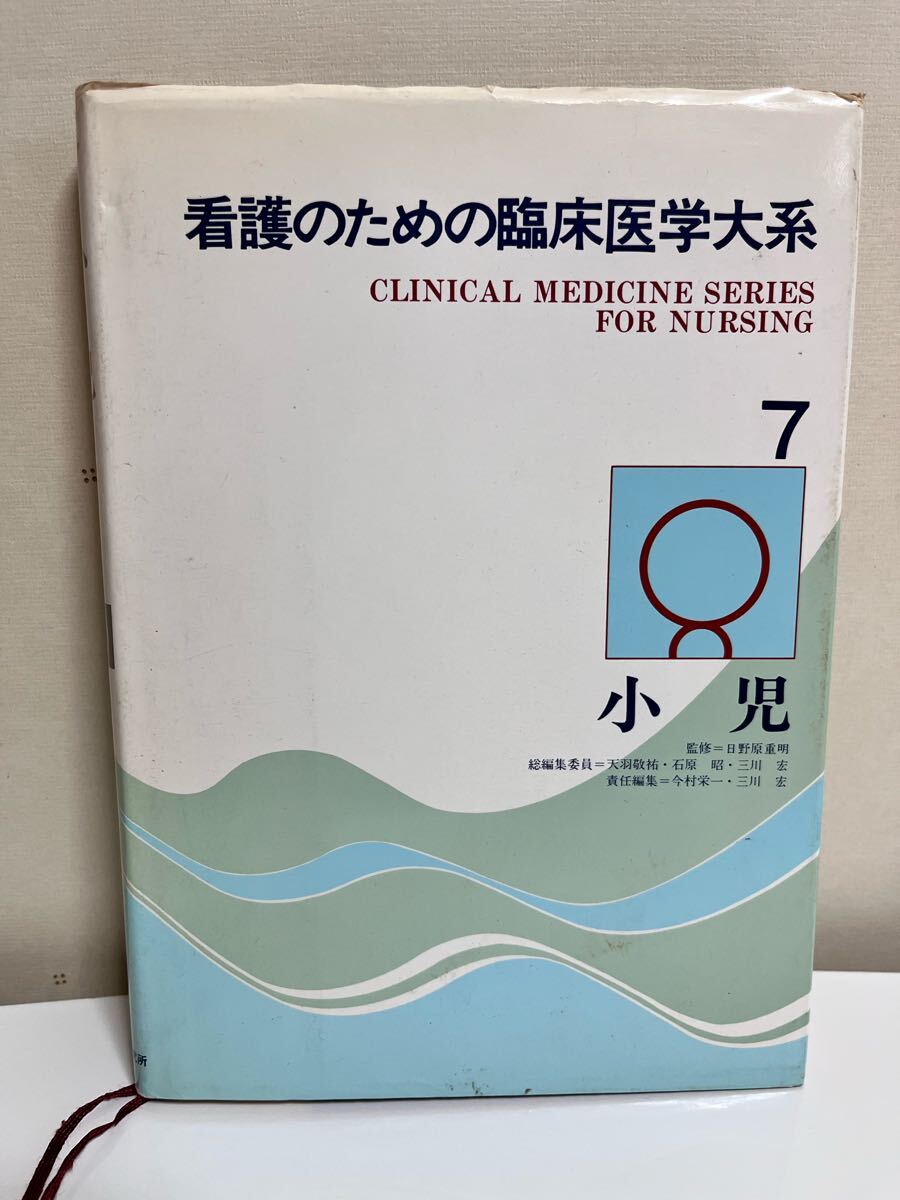 看護のための臨床医学大系
CLINICAL MEDICINE SERIES
FOR NURSING
7
小 児
監修=日野原重明
総編集委員=天羽敬祐・石原 昭・三川 宏
責任編集=今村栄一・三川 宏
所